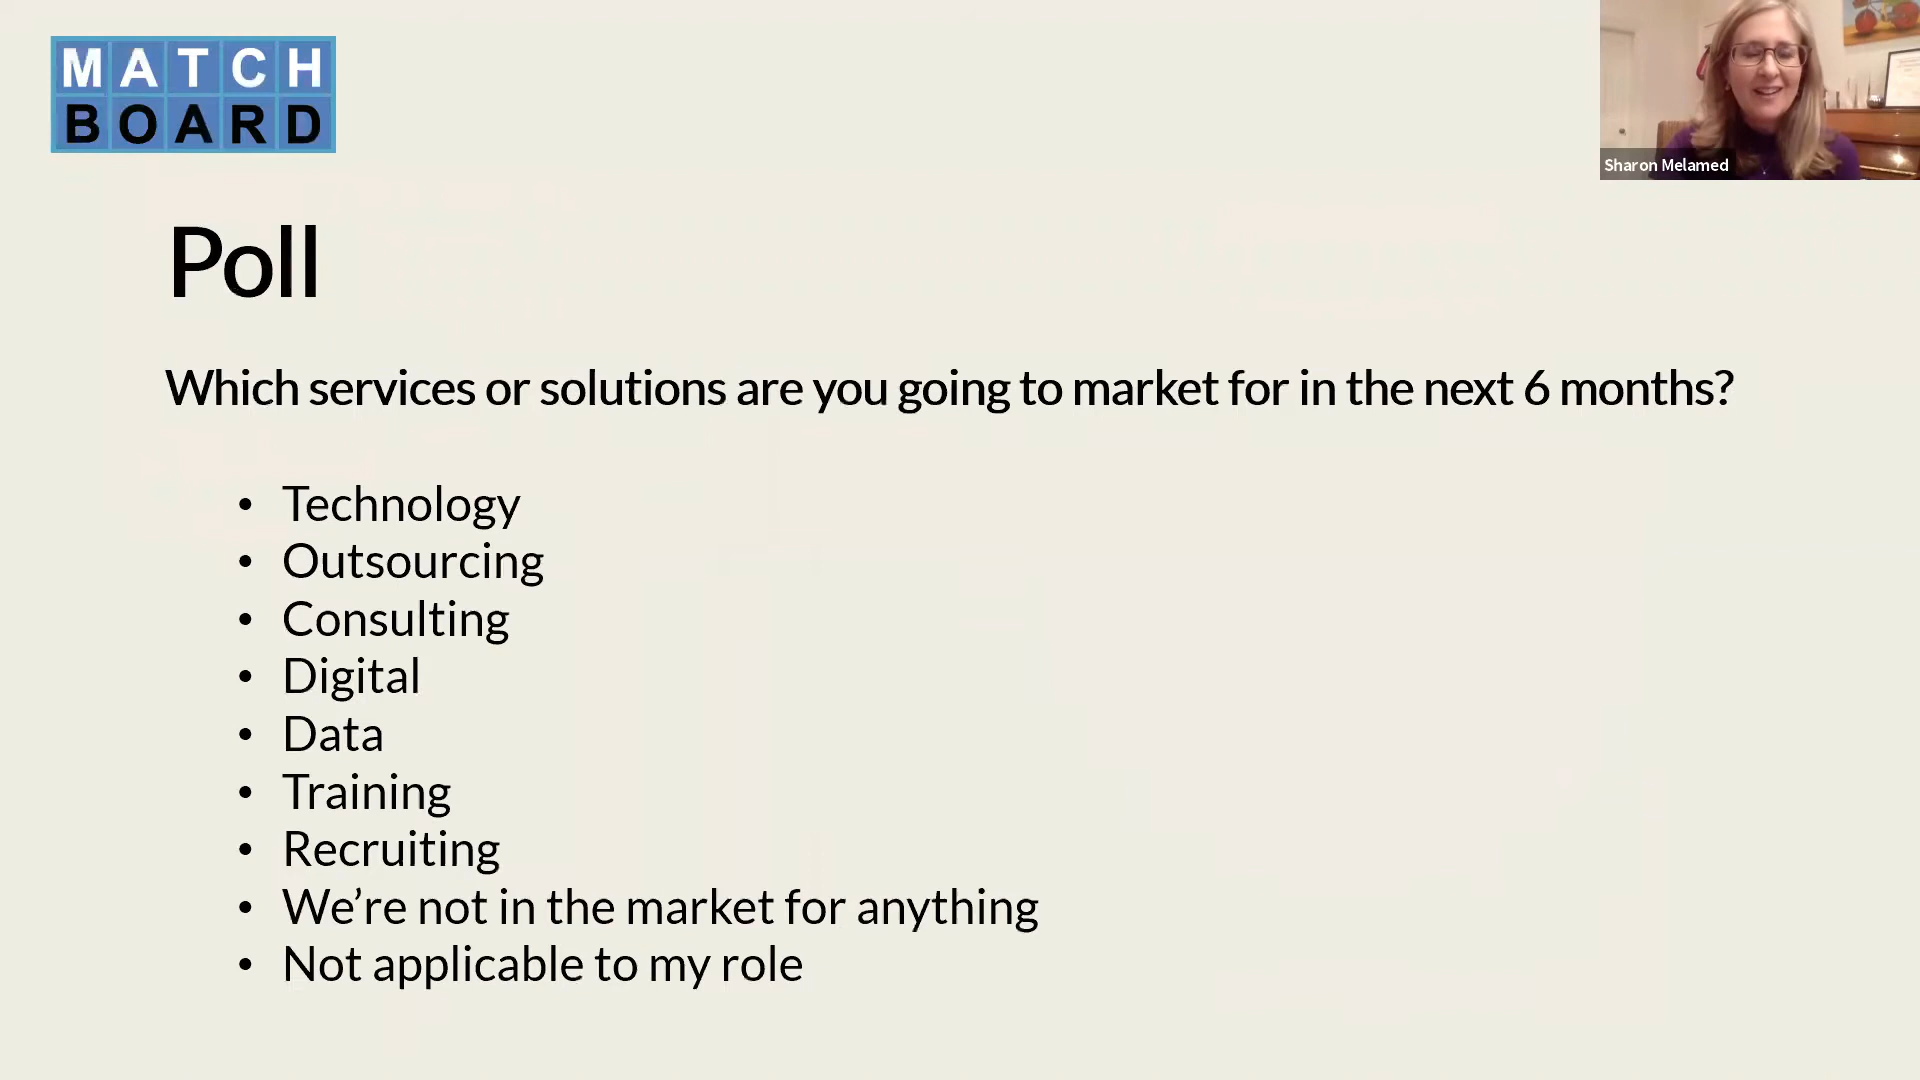 MATCH
BOARD
Sharon Melamed
Poll
Which services or solutions are you going to market for in the next 6 months?
• Technology
• Outsourcing
• Consulting
• Digital
• Data
• Training
• Recruiting
• We’re not in the market for anything
• Not applicable to my role